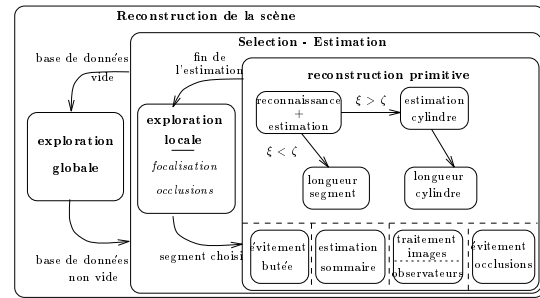 Reconstruction de la scène
Selection - Estimation
base de données
vide
fin de
l'estimation
reconstruction primitive
exploration
globale
exploration
locale
focalisation
occlusions
reconnaissance
+
estimation
ξ > ζ
estimation
cylindre
ξ < ζ
longueur
segment
longueur
cylindre
base de données
non vide
segment choisi
évitement
butée
estimation
sommaire
traitement
images
observateurs
évitement
occlusions